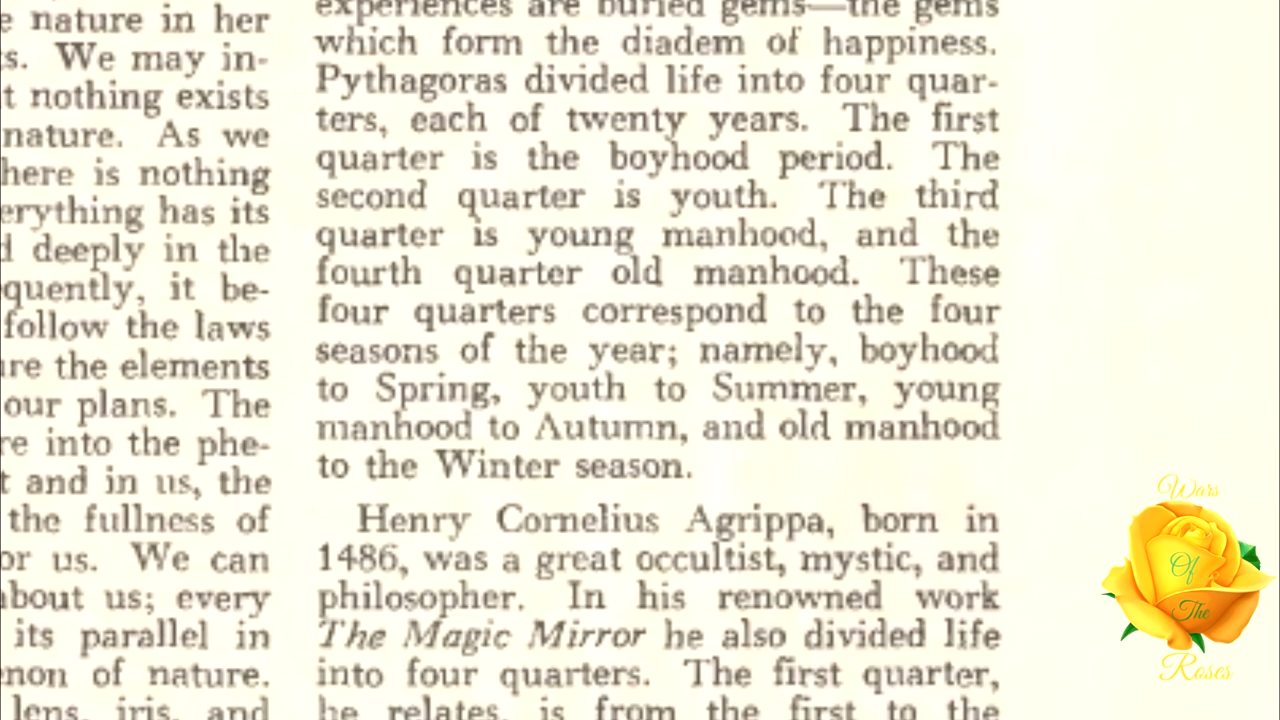 e nature in her
s. We may in-
t nothing exists
nature. As we
here is nothing
erything has its
d deeply in the
quently, it be-
follow the laws
ure the elements
our plans. The
re into the phe-
t and in us, the
the fullness of
or us. We can
about us; every
its parallel in
enon of nature.
lens, iris, and
experiences are buried gems—the gems
which form the diadem of happiness.
Pythagoras divided life into four quar-
ters, each of twenty years. The first
quarter is the boyhood period. The
second quarter is youth. The third
quarter is young manhood, and the
fourth quarter old manhood. These
four quarters correspond to the four
seasons of the year; namely, boyhood
to Spring, youth to Summer, young
manhood to Autumn, and old manhood
to the Winter season.
Henry Cornelius Agrippa, born in
1486, was a great occultist, mystic, and
philosopher. In his renowned work
The Magic Mirror he also divided life
into four quarters. The first quarter,
he relates, is from the first to the
Wars
Of
The
Roses